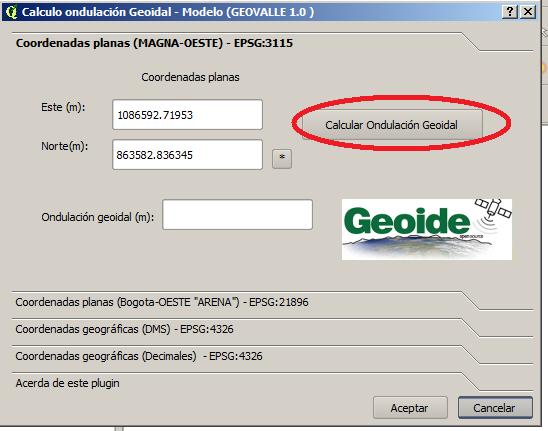 Calculo ondulación Geoidal - Modelo (GEOVALLE 1.0 )
Coordenadas planas (MAGNA-OESTE) - EPSG:3115
Coordenadas planas
Este (m):
1086592.71953
Calcular Ondulación Geoidal
Norte(m):
863582.836345
*
Ondulación geoidal (m):
Geoide
open source
Coordenadas planas (Bogota-OESTE "ARENA") - EPSG:21896
Coordenadas geográficas (DMS) - EPSG:4326
Coordenadas geográficas (Decimales) - EPSG:4326
Acerda de este plugin
Aceptar
Cancelar